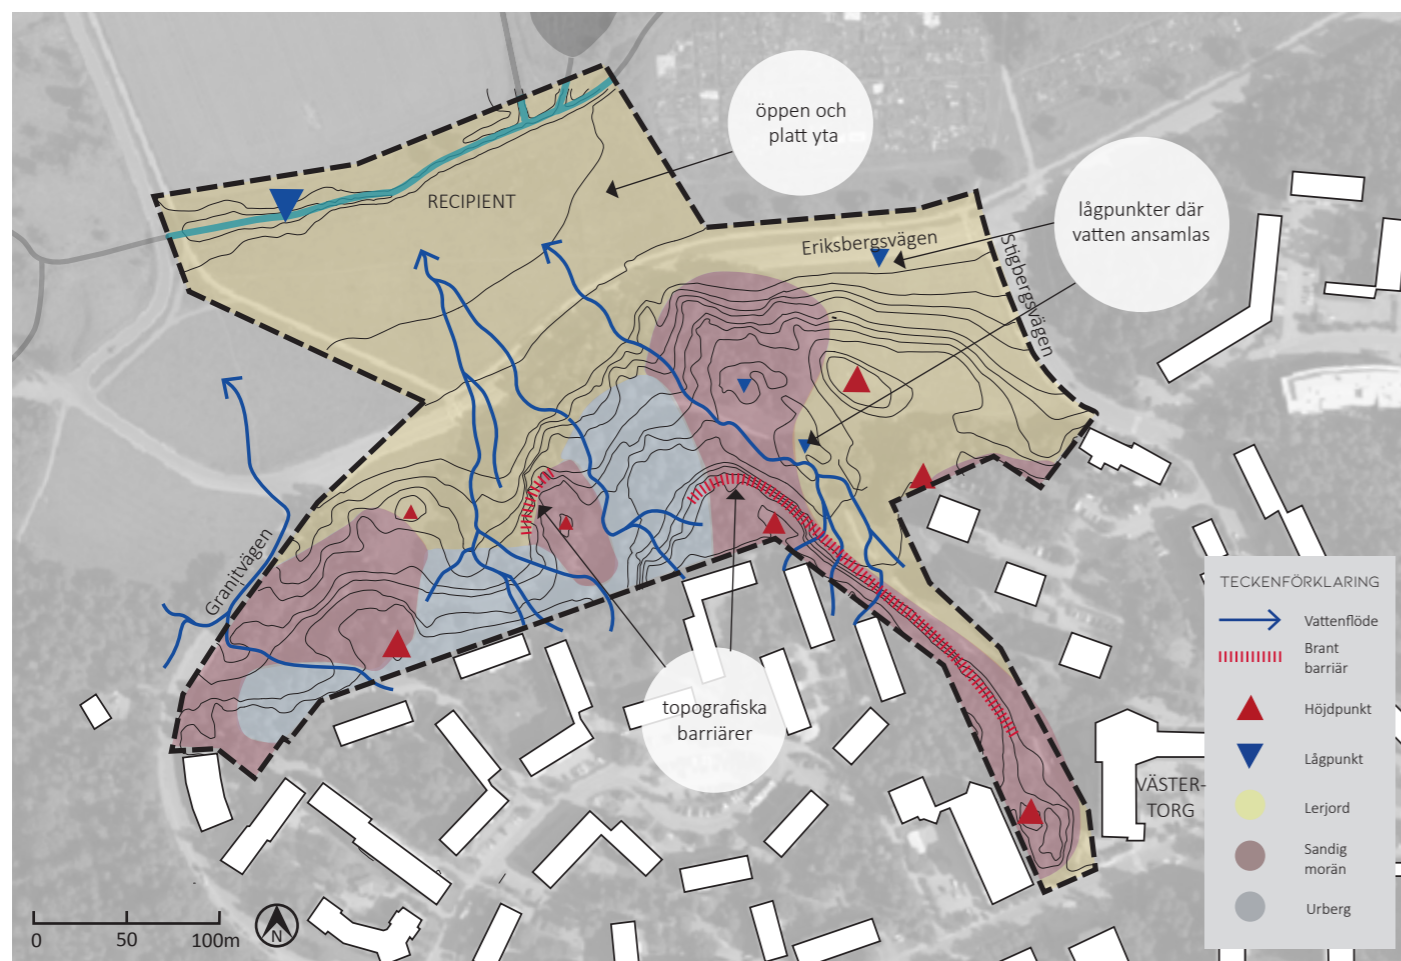 öppen och
platt yta
RECIPIENT
lågpunkter där
vatten ansamlas
Eriksbergsvägen
Stigbergsvägen
Granitvägen
topografiska
barriärer
VÄSTER-
TORG
TECKENFÖRKLARING
Vattenflöde
Brant
barriär
Höjdpunkt
Lågpunkt
Lerjord
Sandig
morän
Urberg
0 50 100m
N